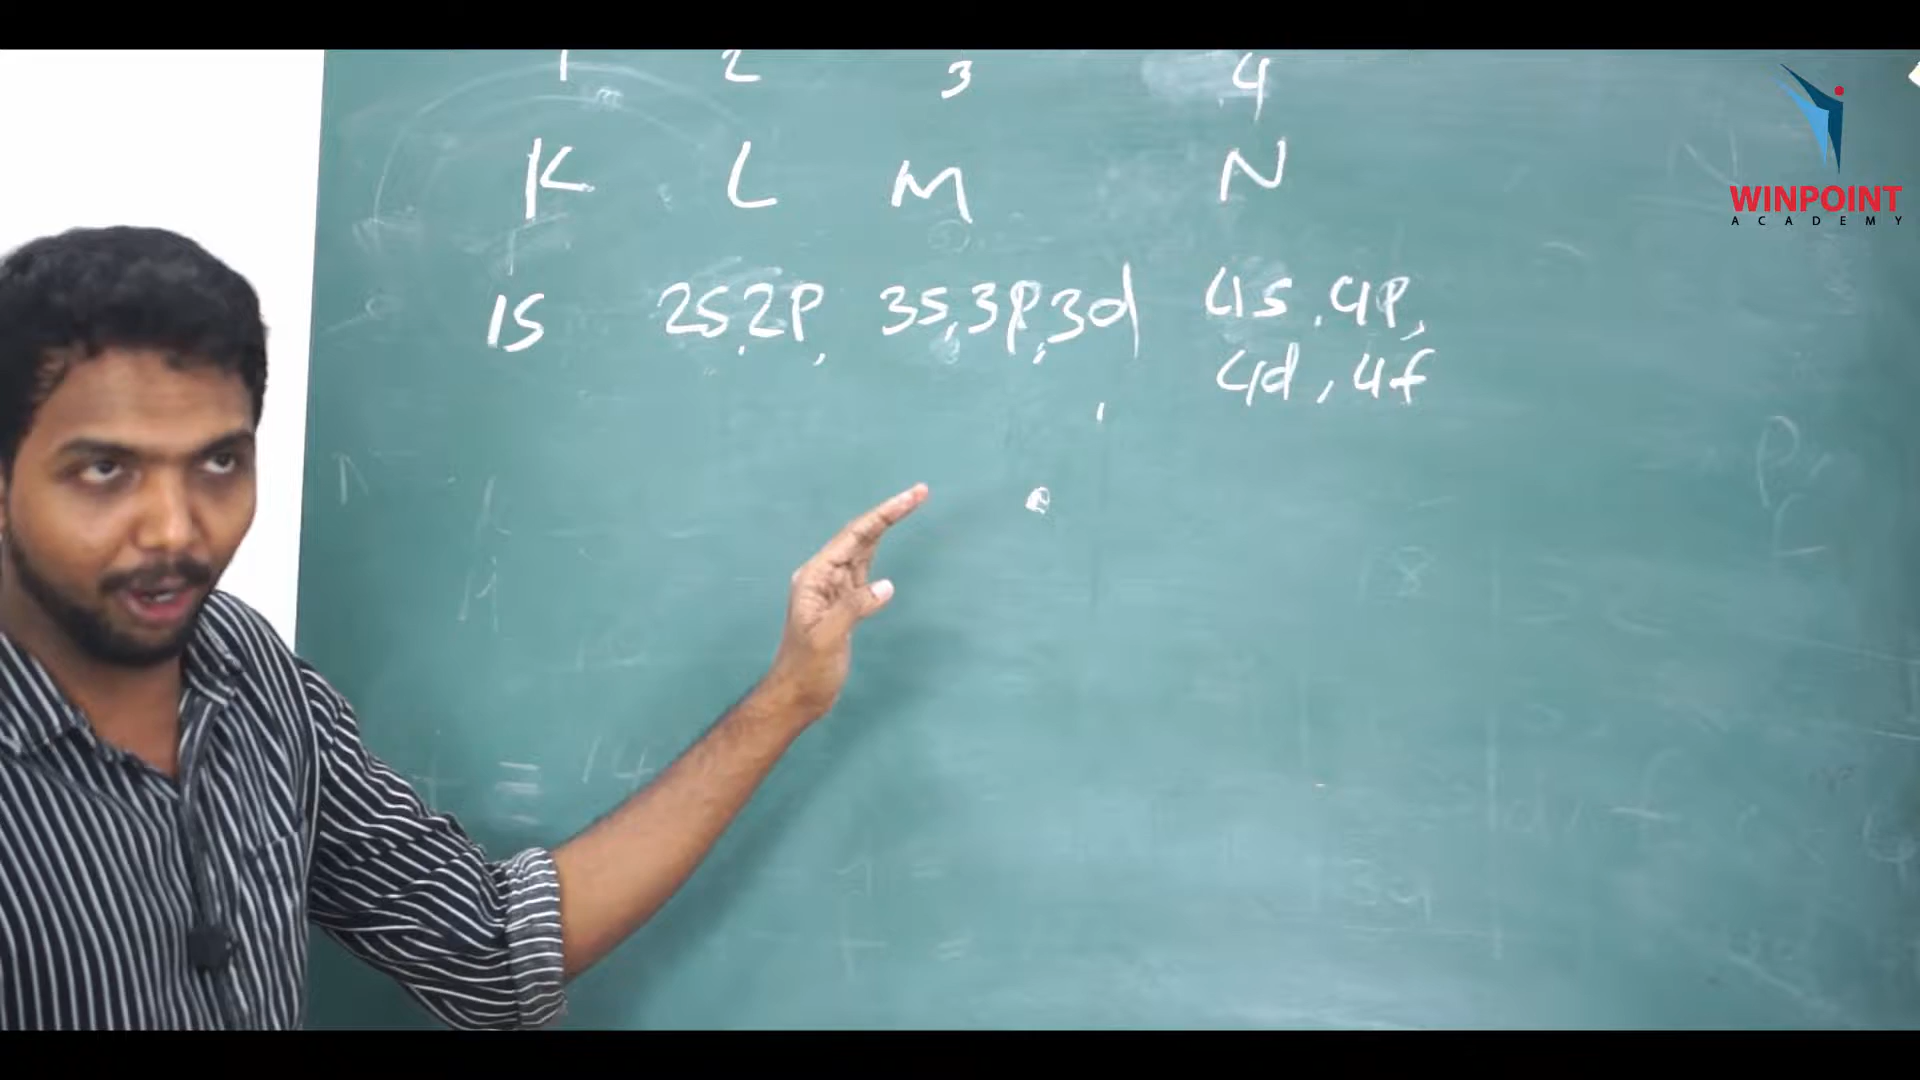 1 2 3 4
K L M N
1s 2s, 2p, 3s, 3p, 3d 4s, 4p,
4d, 4f
WINPOINT
ACADEMY